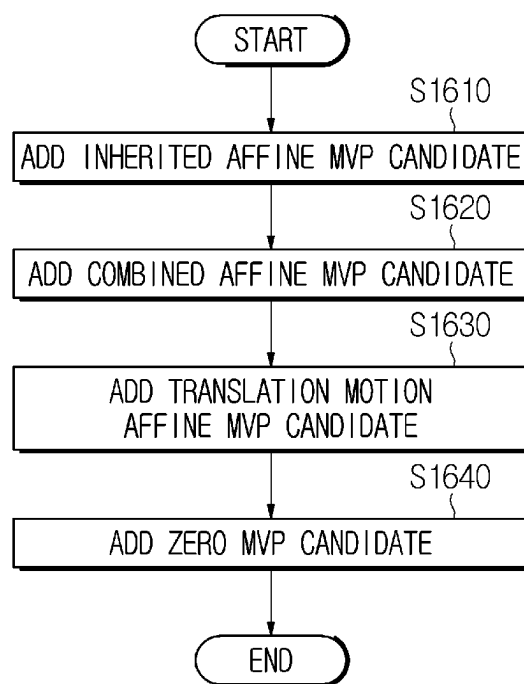 START
S1610
ADD INHERITED AFFINE MVP CANDIDATE
S1620
ADD COMBINED AFFINE MVP CANDIDATE
S1630
ADD TRANSLATION MOTION
AFFINE MVP CANDIDATE
S1640
ADD ZERO MVP CANDIDATE
END